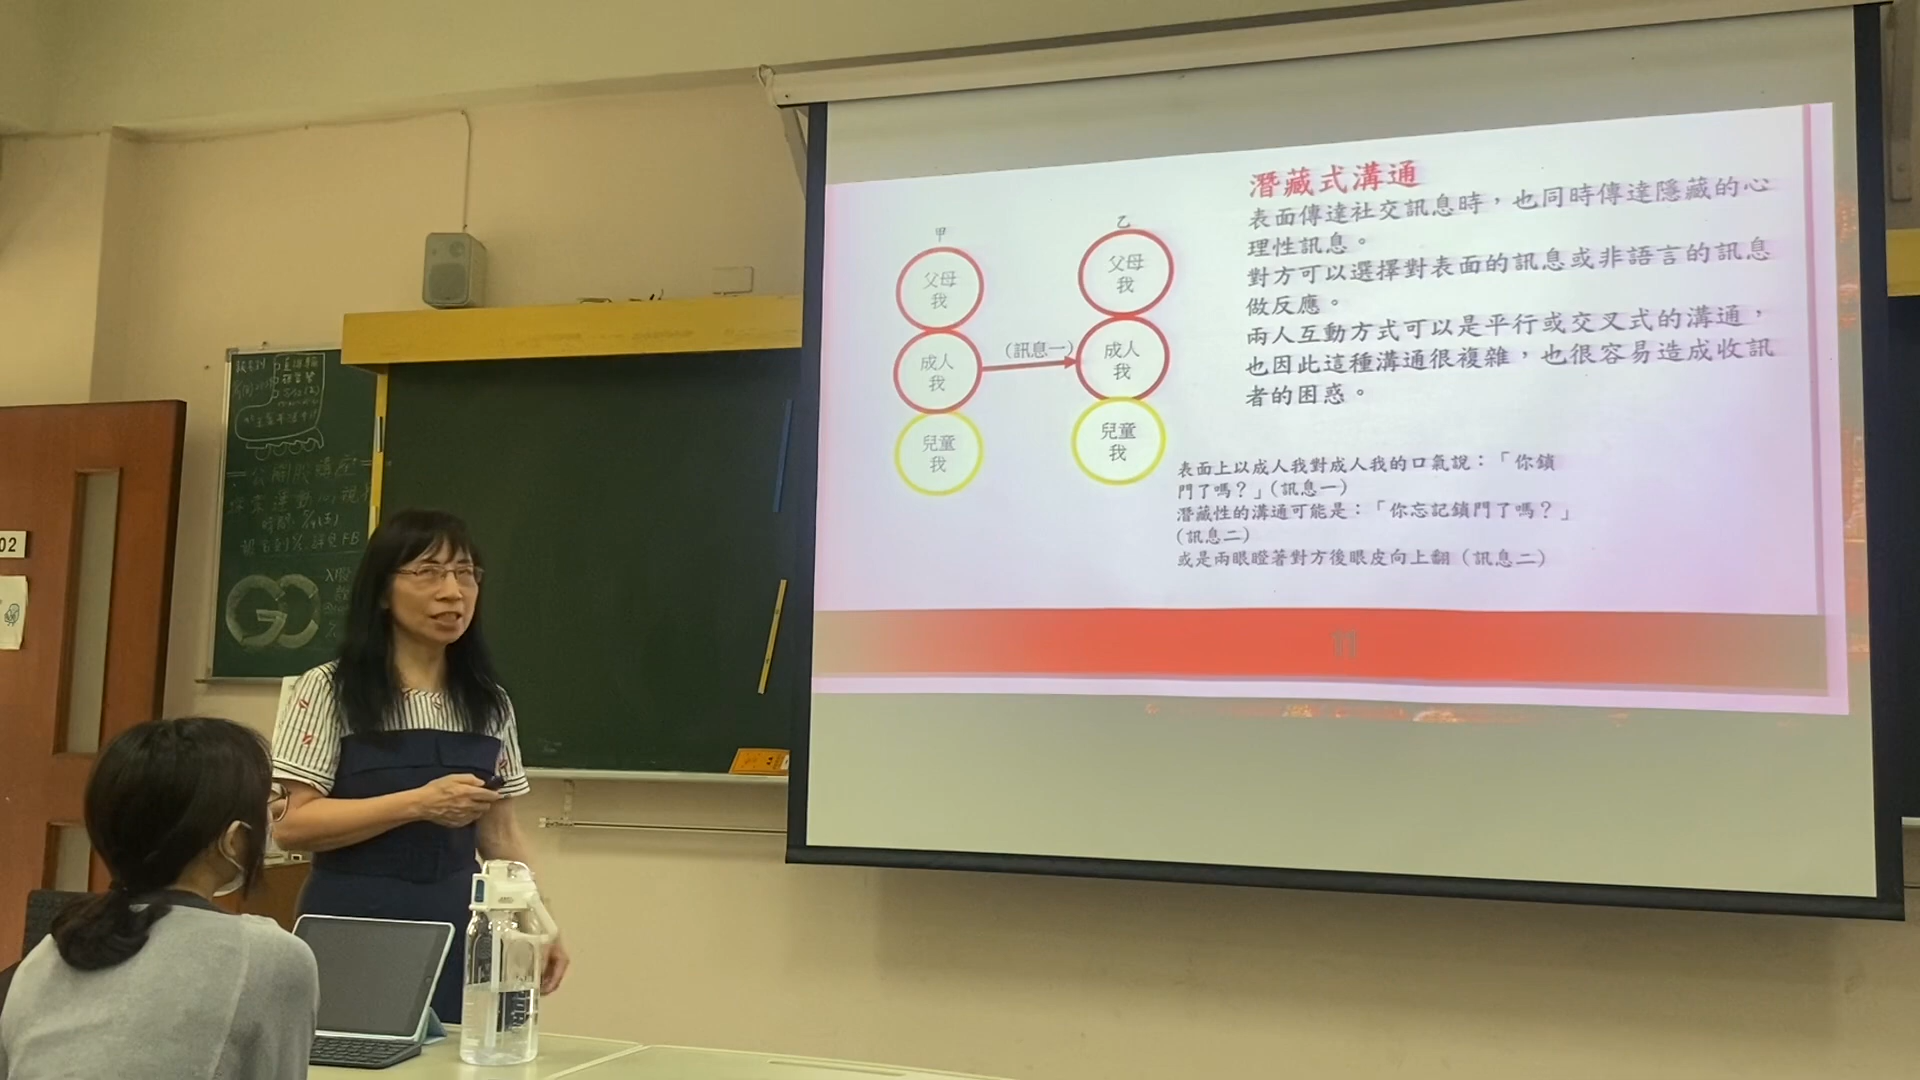 潛藏式溝通
表面傳達社交訊息時，也同時傳達隱藏的心
理性訊息。
對方可以選擇對表面的訊息或非語言的訊息
做反應。
兩人互動方式可以是平行或交叉式的溝通，
也因此這種溝通很複雜，也很容易造成收訊
者的困惑。
甲
父母
我
成人
我
兒童
我
(訊息一)
乙
父母
我
成人
我
兒童
我
表面上以成人我對成人我的口氣說：「你鎖
門了嗎？」(訊息一)
潛藏性的溝通可能是：「你忘記鎖門了嗎？」
(訊息二)
或是兩眼瞪著對方後眼皮向上翻（訊息二）
11
02
GO